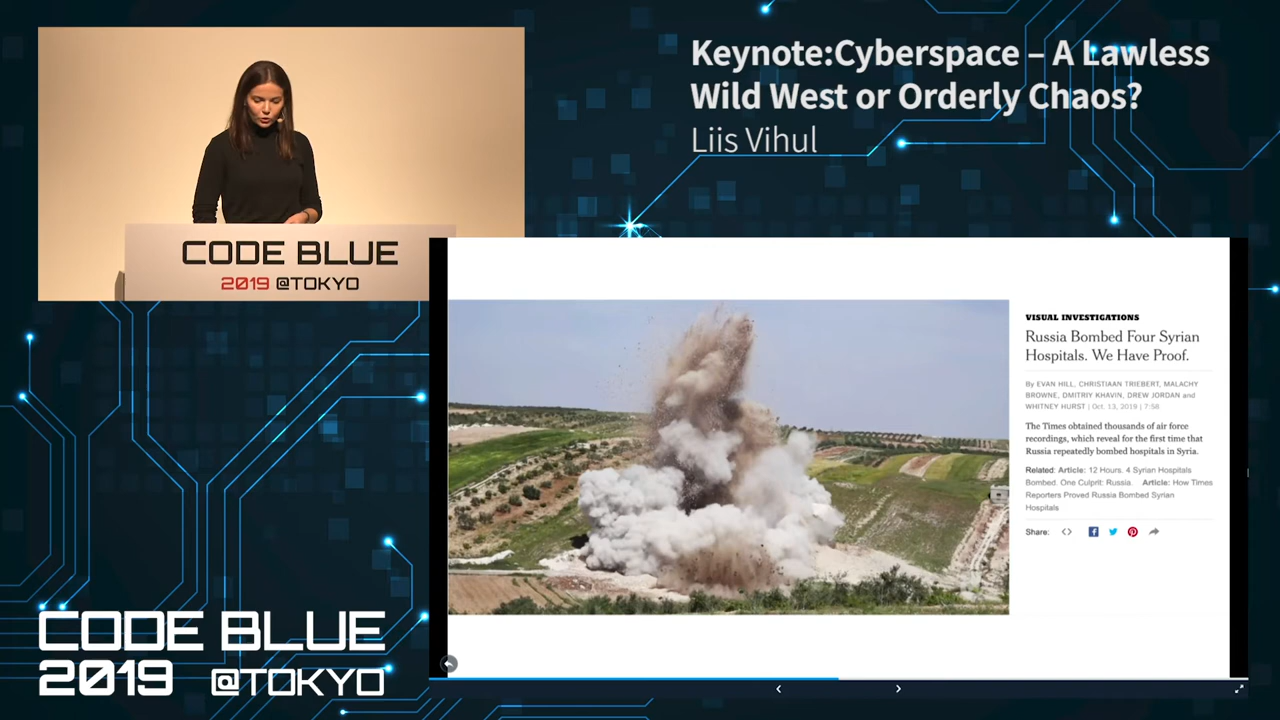 Keynote:Cyberspace – A Lawless
Wild West or Orderly Chaos?
Liis Vihul
CODE BLUE
2019 @TOKYO
VISUAL INVESTIGATIONS
Russia Bombed Four Syrian
Hospitals. We Have Proof.
By EVAN HILL, CHRISTIAAN TRIEBERT, MALACHY
BROWNE, DMITRIY KHAVIN, DREW JORDAN and
WHITNEY HURST | Oct. 13, 2019 | 7:56
The Times obtained thousands of air force
recordings, which reveal for the first time that
Russia repeatedly bombed hospitals in Syria.
Related: Article: 12 Hours. 4 Syrian Hospitals
Bombed. One Culprit: Russia. Article: How Times
Reporters Proved Russia Bombed Syrian
Hospitals
Share:
CODE BLUE
2019 @TOKYO